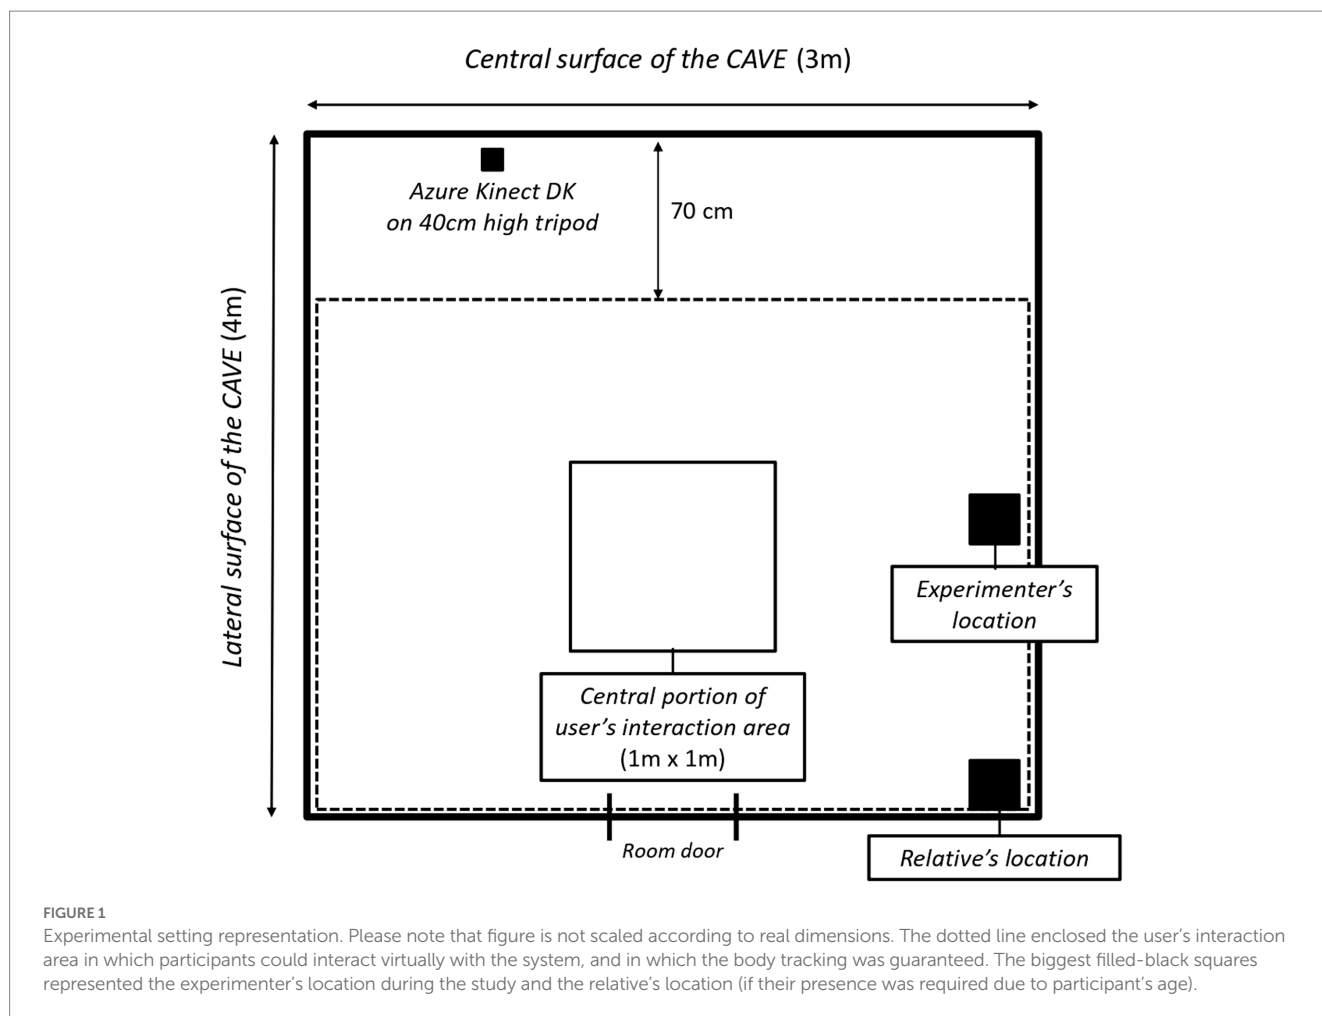 Central surface of the CAVE (3m)
Azure Kinect DK
on 40cm high tripod
70 cm
Lateral surface of the CAVE (4m)
Experimenter’s
location
Central portion of
user’s interaction area
(1m x 1m)
Room door
Relative’s location
FIGURE 1
Experimental setting representation. Please note that figure is not scaled according to real dimensions. The dotted line enclosed the user’s interaction
area in which participants could interact virtually with the system, and in which the body tracking was guaranteed. The biggest filled-black squares
represented the experimenter’s location during the study and the relative’s location (if their presence was required due to participant’s age).